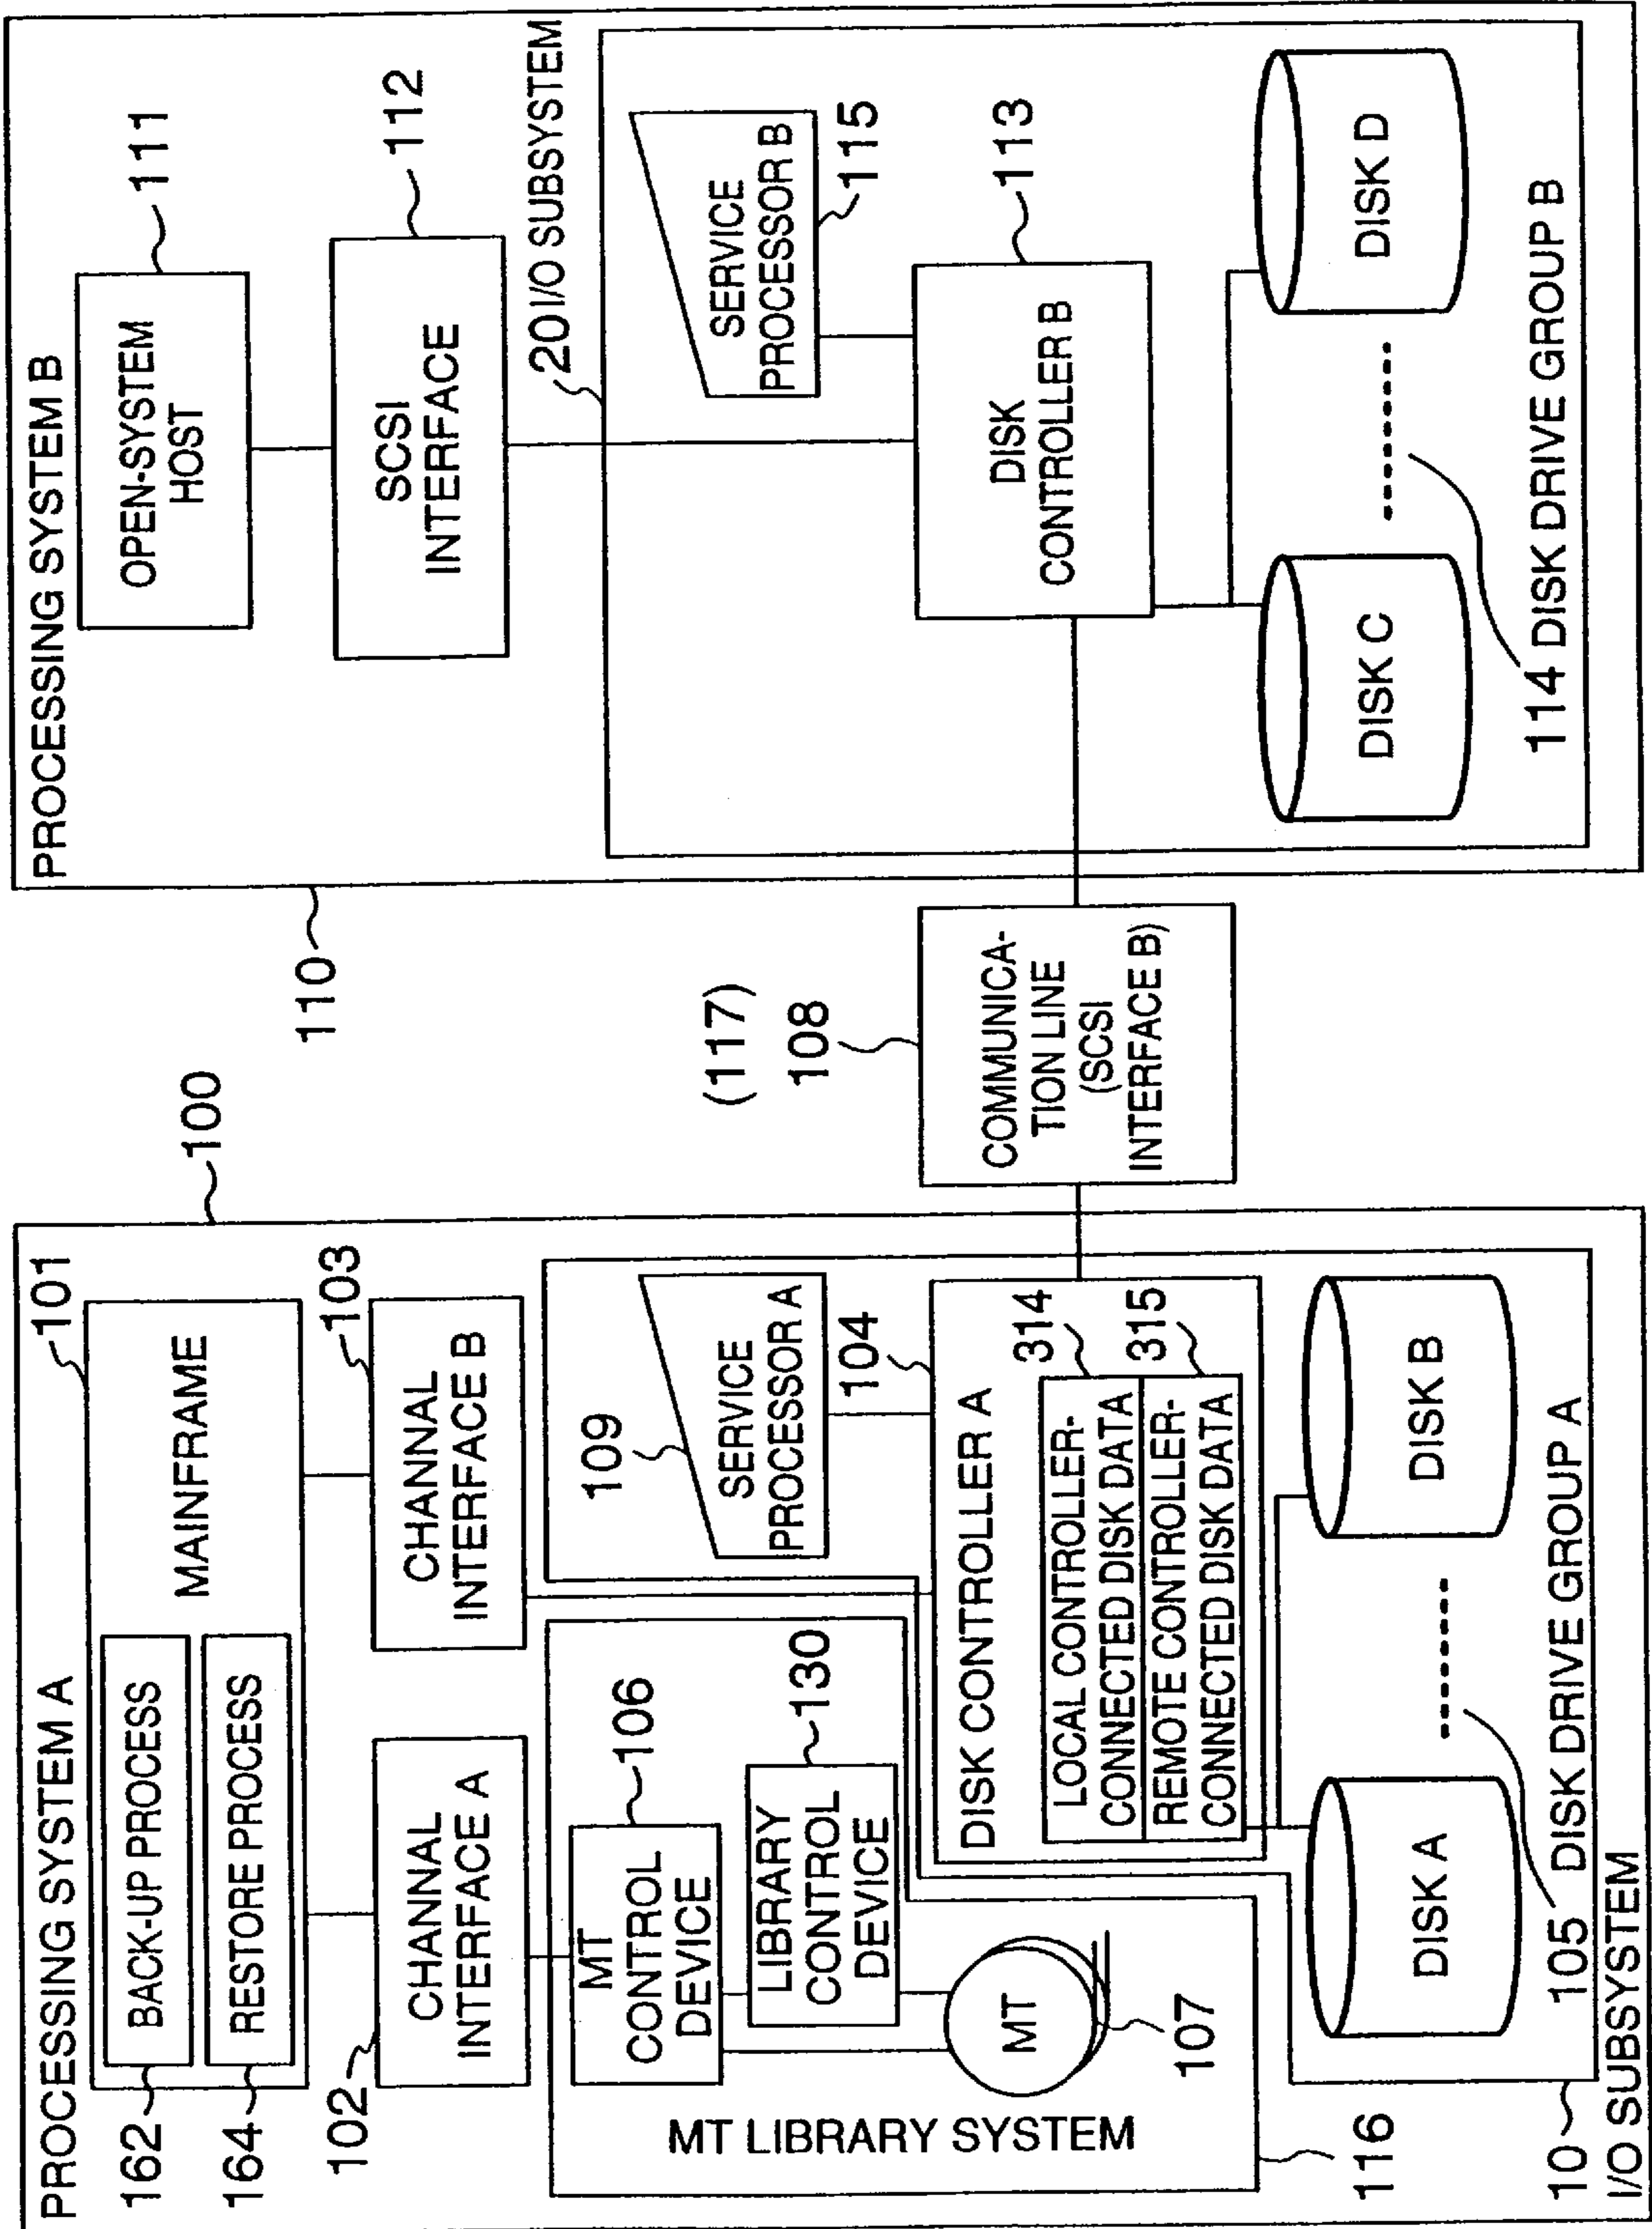 PROCESSING SYSTEM A
100
101
MAINFRAME
162
BACK-UP PROCESS
164
RESTORE PROCESS
102
CHANNAL
INTERFACE A
103
CHANNAL
INTERFACE B
MT
CONTROL
DEVICE
106
LIBRARY
CONTROL
DEVICE
130
MT
107
MT LIBRARY SYSTEM
116
109
SERVICE
PROCESSOR A
104
DISK CONTROLLER A
314
LOCAL CONTROLLER-
CONNECTED DISK DATA
315
REMOTE CONTROLLER-
CONNECTED DISK DATA
DISK A
DISK B
105 DISK DRIVE GROUP A
10
I/O SUBSYSTEM
(117)
108
COMMUNICA-
TION LINE
(SCSI
INTERFACE B)
110
PROCESSING SYSTEM B
OPEN-SYSTEM
HOST
111
SCSI
INTERFACE
112
20 I/O SUBSYSTEM
SERVICE
PROCESSOR B
115
DISK
CONTROLLER B
113
DISK C
DISK D
114 DISK DRIVE GROUP B